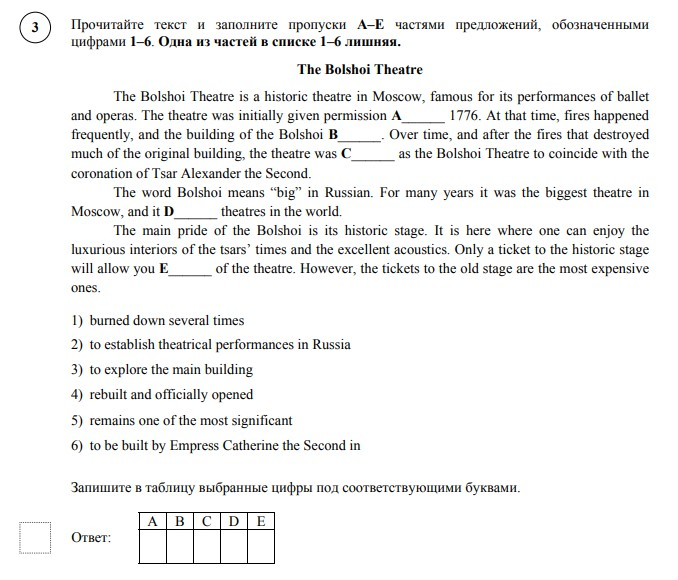 3
Прочитайте текст и заполните пропуски A–E частями предложений, обозначенными
цифрами 1–6. Одна из частей в списке 1–6 лишняя.
The Bolshoi Theatre
The Bolshoi Theatre is a historic theatre in Moscow, famous for its performances of ballet
and operas. The theatre was initially given permission A______ 1776. At that time, fires happened
frequently, and the building of the Bolshoi B______. Over time, and after the fires that destroyed
much of the original building, the theatre was C______ as the Bolshoi Theatre to coincide with the
coronation of Tsar Alexander the Second.
The word Bolshoi means “big” in Russian. For many years it was the biggest theatre in
Moscow, and it D______ theatres in the world.
The main pride of the Bolshoi is its historic stage. It is here where one can enjoy the
luxurious interiors of the tsars’ times and the excellent acoustics. Only a ticket to the historic stage
will allow you E______ of the theatre. However, the tickets to the old stage are the most expensive
ones.
1) burned down several times
2) to establish theatrical performances in Russia
3) to explore the main building
4) rebuilt and officially opened
5) remains one of the most significant
6) to be built by Empress Catherine the Second in
Запишите в таблицу выбранные цифры под соответствующими буквами.
A B C D E
Ответ: